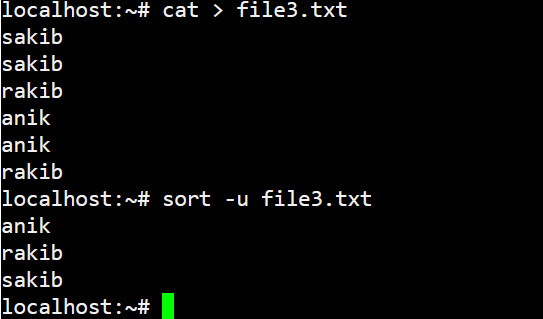 localhost:~# cat > file3.txt
sakib
sakib
rakib
anik
anik
rakib
localhost:~# sort -u file3.txt
anik
rakib
sakib
localhost:~#